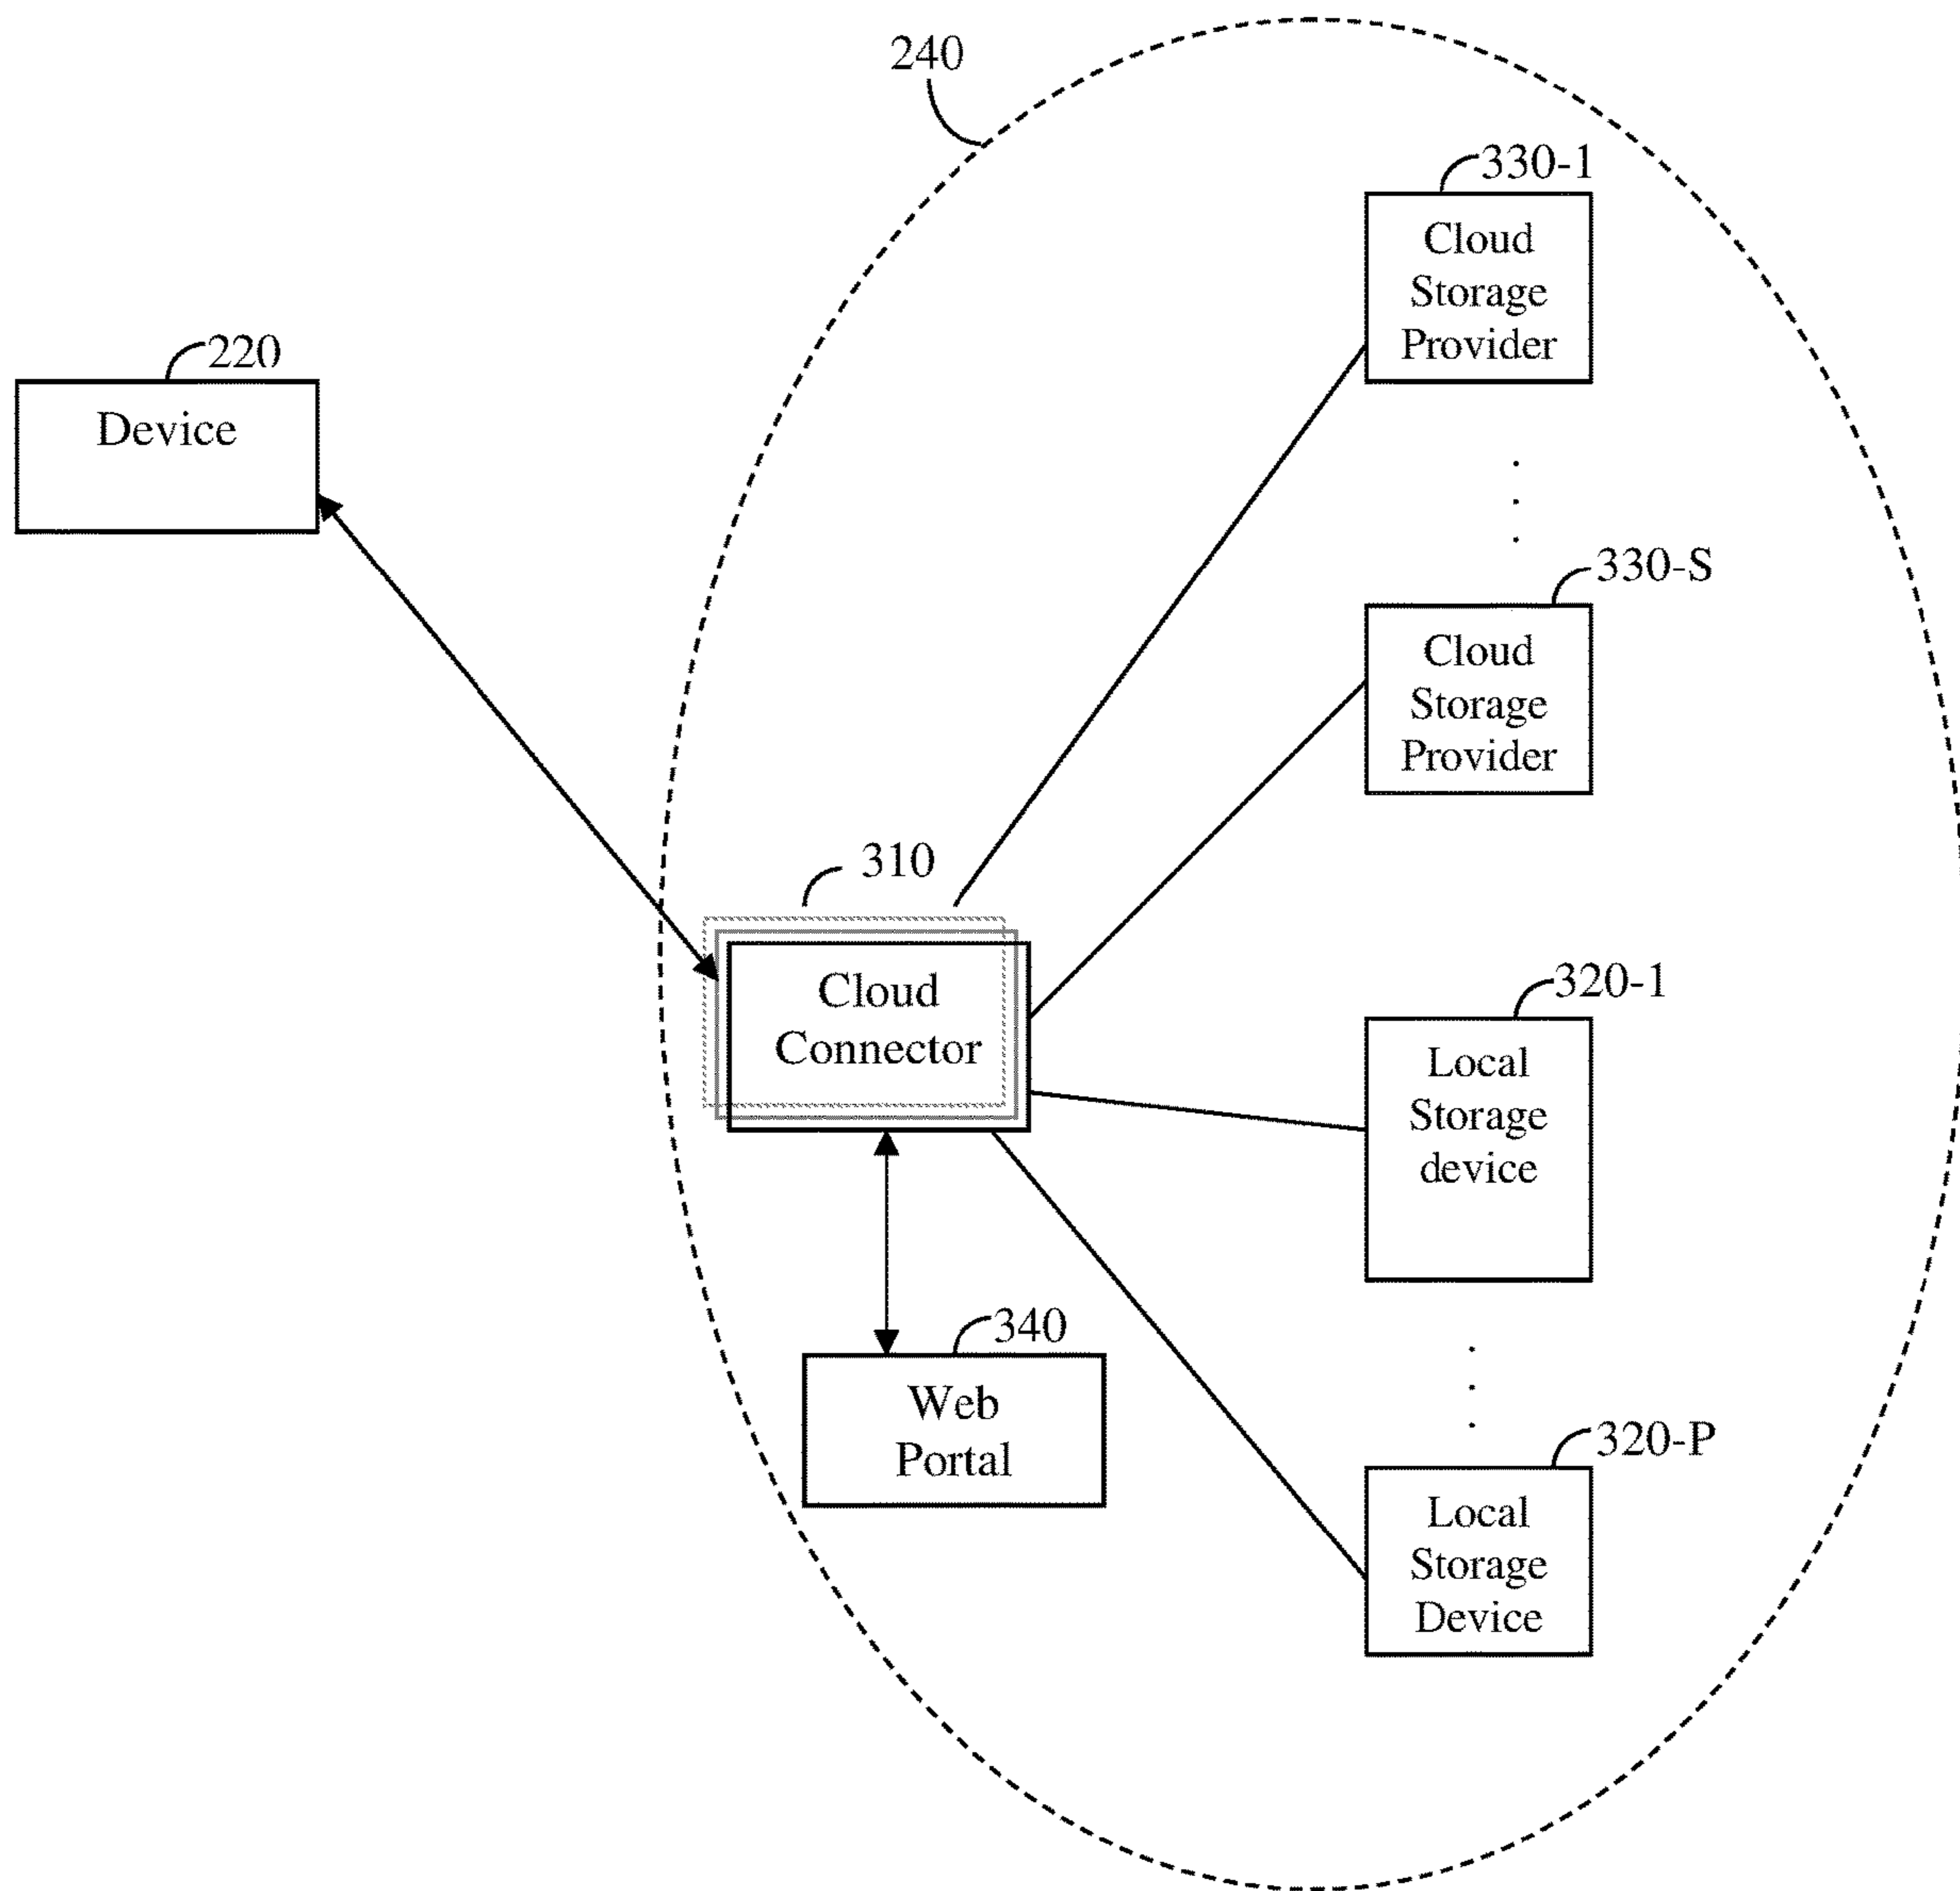 240
330-1
Cloud
Storage
Provider
220
Device
330-S
Cloud
Storage
Provider
310
Cloud
Connector
320-1
Local
Storage
device
340
Web
Portal
320-P
Local
Storage
Device